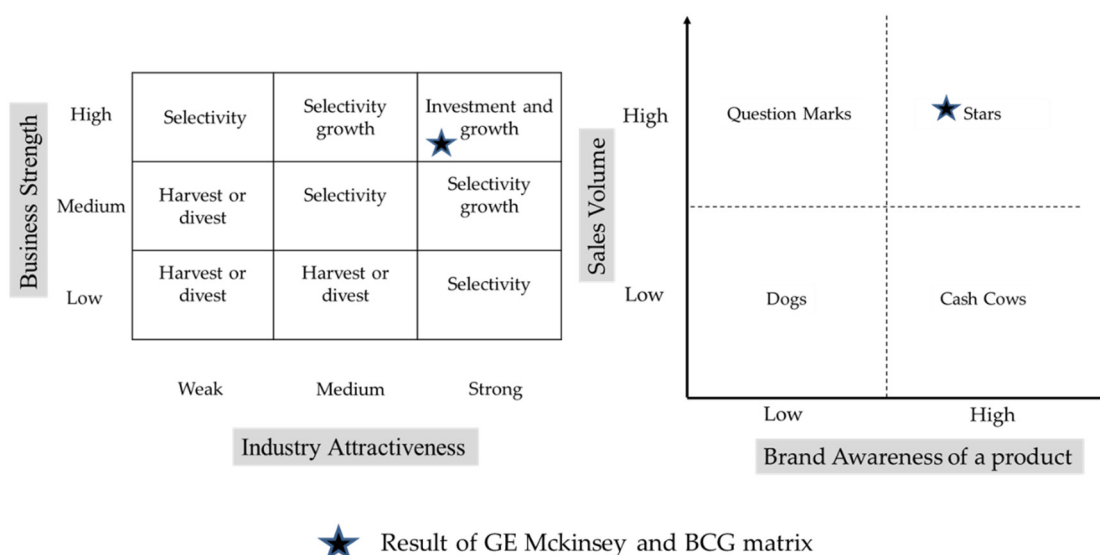 Business Strength
High
Medium
Low
Selectivity
Selectivity
growth
Investment and
growth
Harvest or
divest
Selectivity
Selectivity
growth
Harvest or
divest
Harvest or
divest
Selectivity
Weak
Medium
Strong
Industry Attractiveness
Sales Volume
High
Low
Question Marks
Stars
Dogs
Cash Cows
Low
High
Brand Awareness of a product
Result of GE Mckinsey and BCG matrix